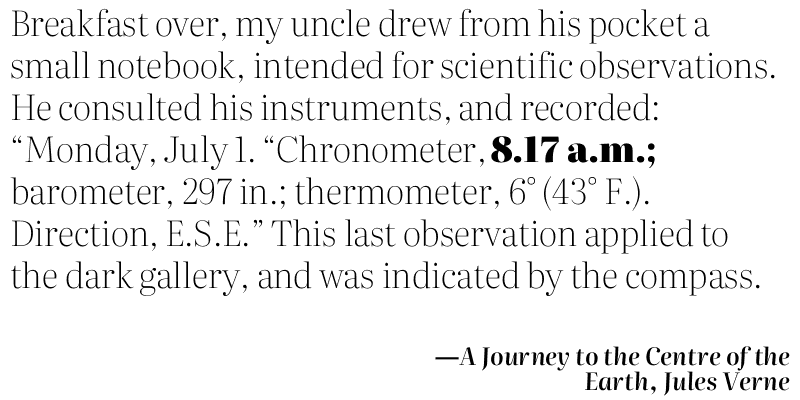 Breakfast over, my uncle drew from his pocket a
small notebook, intended for scientific observations.
He consulted his instruments, and recorded:
“Monday, July 1. “Chronometer, 8.17 a.m.;
barometer, 297 in.; thermometer, 6° (43° F.).
Direction, E.S.E.” This last observation applied to
the dark gallery, and was indicated by the compass.
—A Journey to the Centre of the
Earth, Jules Verne